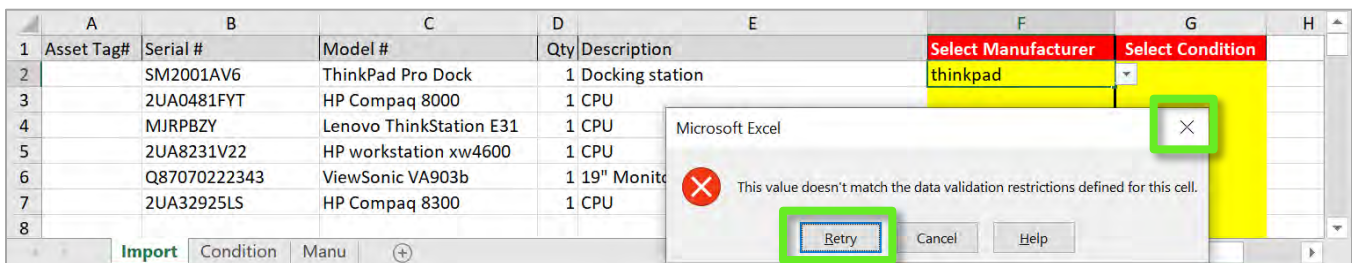 A B C D E F G H
1 Asset Tag# Serial # Model # Qty Description Select Manufacturer Select Condition
2 SM2001AV6 ThinkPad Pro Dock 1 Docking station thinkpad
3 2UA0481FYT HP Compaq 8000 1 CPU
4 MJRPBZY Lenovo ThinkStation E31 1 CPU
5 2UA8231V22 HP workstation xw4600 1 CPU
6 Q87070222343 ViewSonic VA903b 1 19" Monito
7 2UA32925LS HP Compaq 8300 1 CPU
8
Microsoft Excel
This value doesn't match the data validation restrictions defined for this cell.
Retry Cancel Help
Import Condition Manu